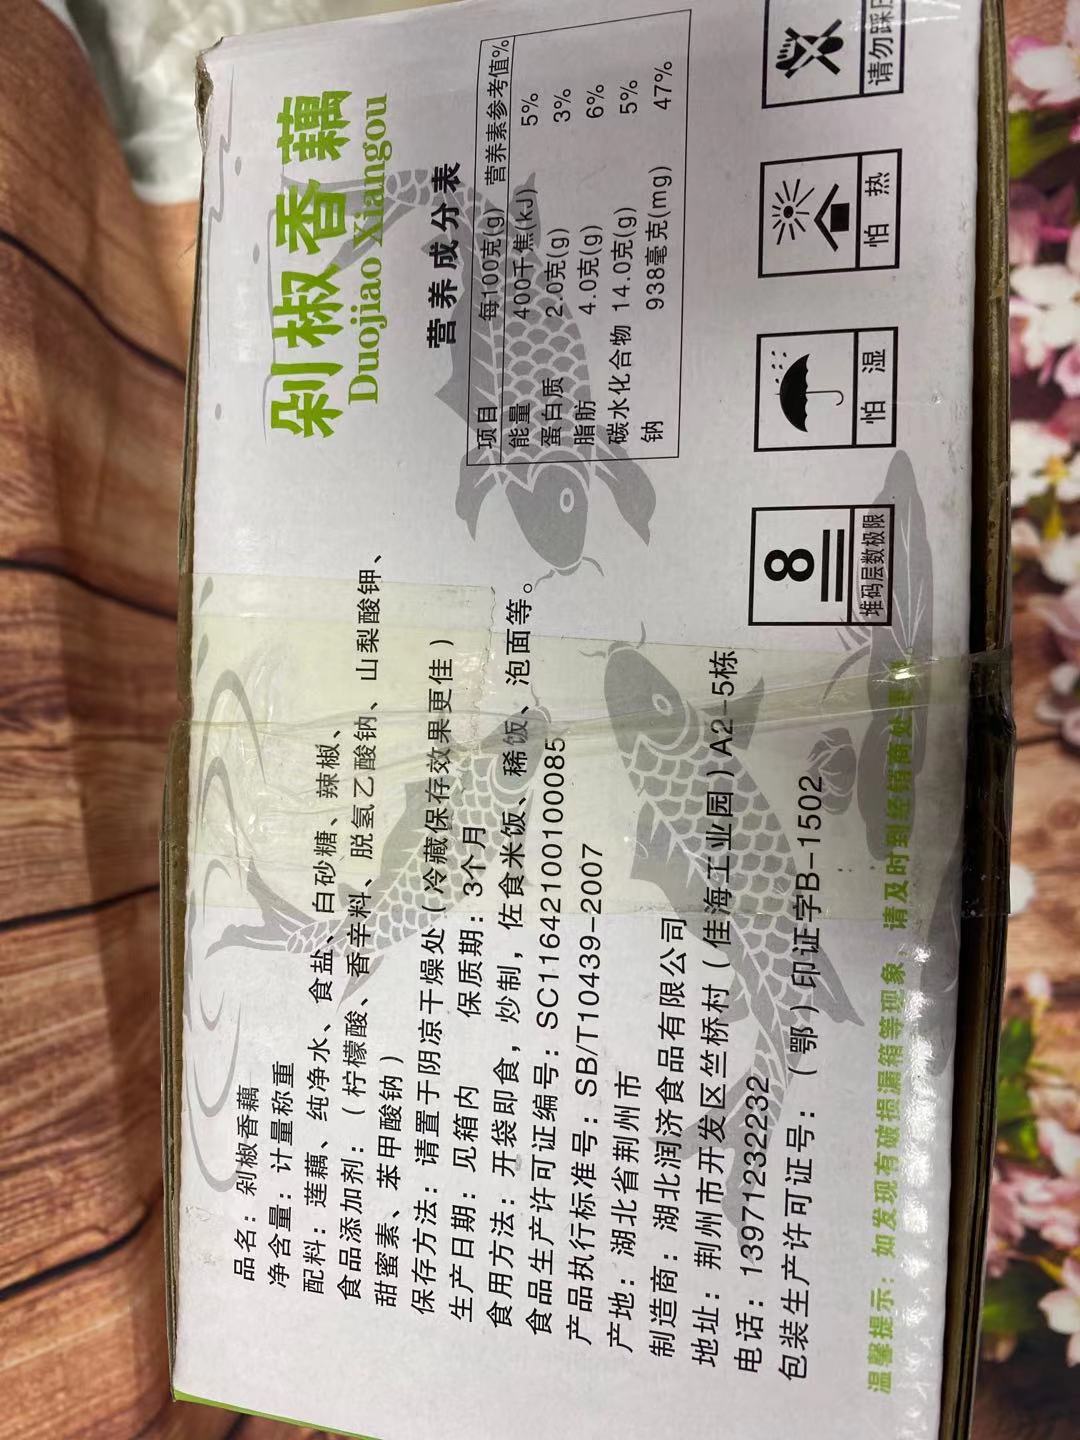 剁椒香藕
Duojiao Xiangou
营养成分表
项目 每100克(g) 营养素参考值%
能量 400千焦(kJ) 5%
蛋白质 2.0克(g) 3%
脂肪 4.0克(g) 6%
碳水化合物 14.0克(g) 5%
钠 938毫克(mg) 47%
品名：剁椒香藕
净含量：计量称重
配料：莲藕、纯净水、食盐、白砂糖、辣椒、
食品添加剂：（柠檬酸、香辛料、脱氢乙酸钠、山梨酸钾、
甜蜜素、苯甲酸钠）
保存方法：请置于阴凉干燥处（冷藏保存效果更佳）
生产日期：见箱内 保质期：3个月
食用方法：开袋即食，炒制，佐食米饭、稀饭、泡面等。
食品生产许可证编号：SC11642100100085
产品执行标准号：SB/T10439-2007
产地：湖北省荆州市
制造商：湖北润济食品有限公司
地址：荆州市开发区竺桥村（佳海工业园）A2-5栋
电话：13971232232
包装生产许可证号：（鄂）印证字B-1502
8
堆码层数极限
怕湿
怕热
请勿踩压
温馨提示：如发现有破损漏箱等现象，请及时到经销商处